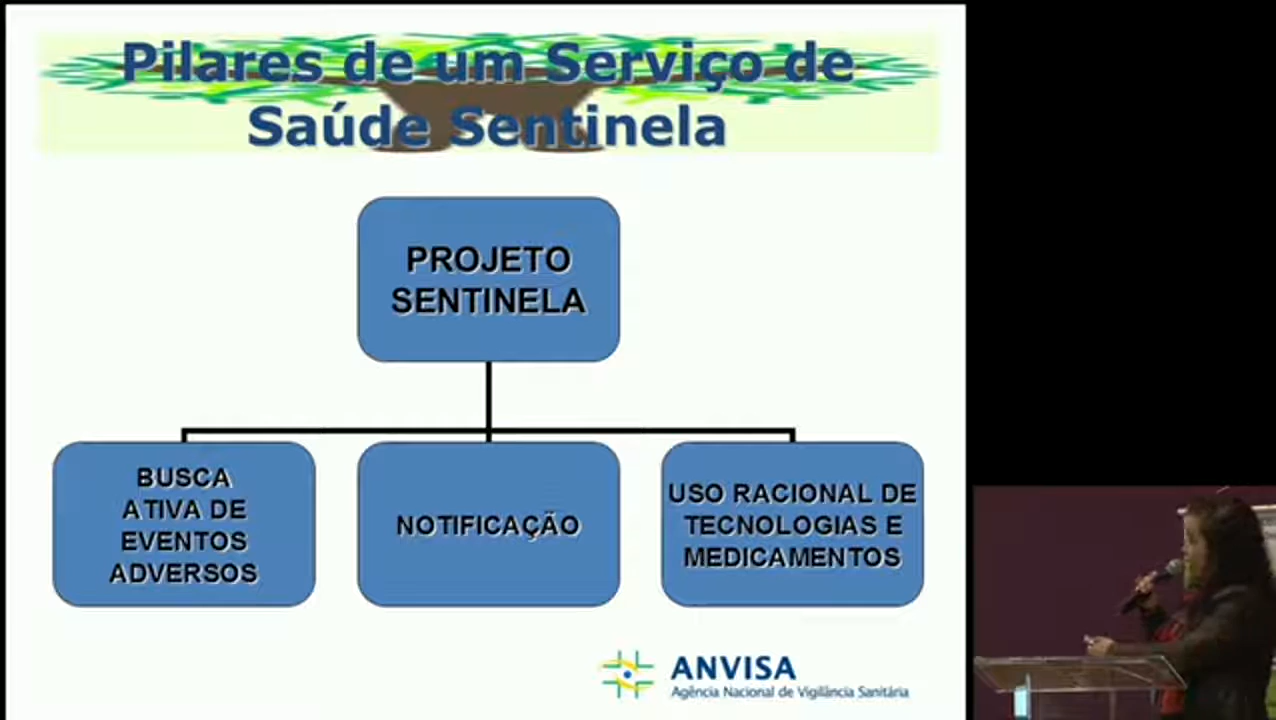 Pilares de um Serviço de
Saúde Sentinela
PROJETO
SENTINELA
BUSCA
ATIVA DE
EVENTOS
ADVERSOS
NOTIFICAÇÃO
USO RACIONAL DE
TECNOLOGIAS E
MEDICAMENTOS
ANVISA
Agência Nacional de Vigilância Sanitária